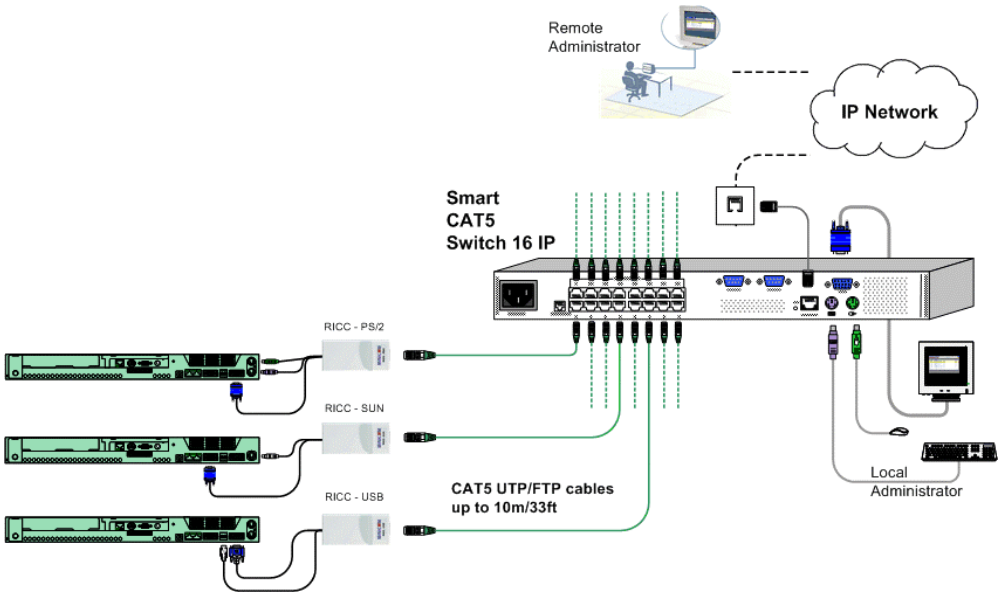 Remote
Administrator
IP Network
Smart
CAT5
Switch 16 IP
RICC - PS/2
RICC - SUN
RICC - USB
CAT5 UTP/FTP cables
up to 10m/33ft
Local
Administrator